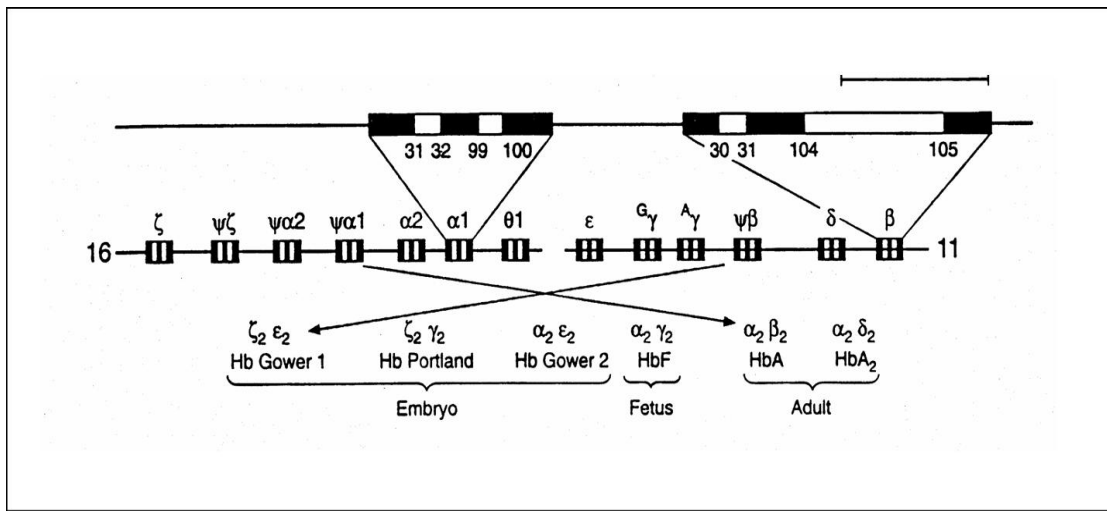 31 32 99 100 30 31 104 105
ζ ψζ ψα2 ψα1 α2 α1 θ1 ε Gγ Aγ ψβ δ β
16 11
ζ2 ε2 ζ2 γ2 α2 ε2 α2 γ2 α2 β2 α2 δ2
Hb Gower 1 Hb Portland Hb Gower 2 HbF HbA HbA2
Embryo Fetus Adult